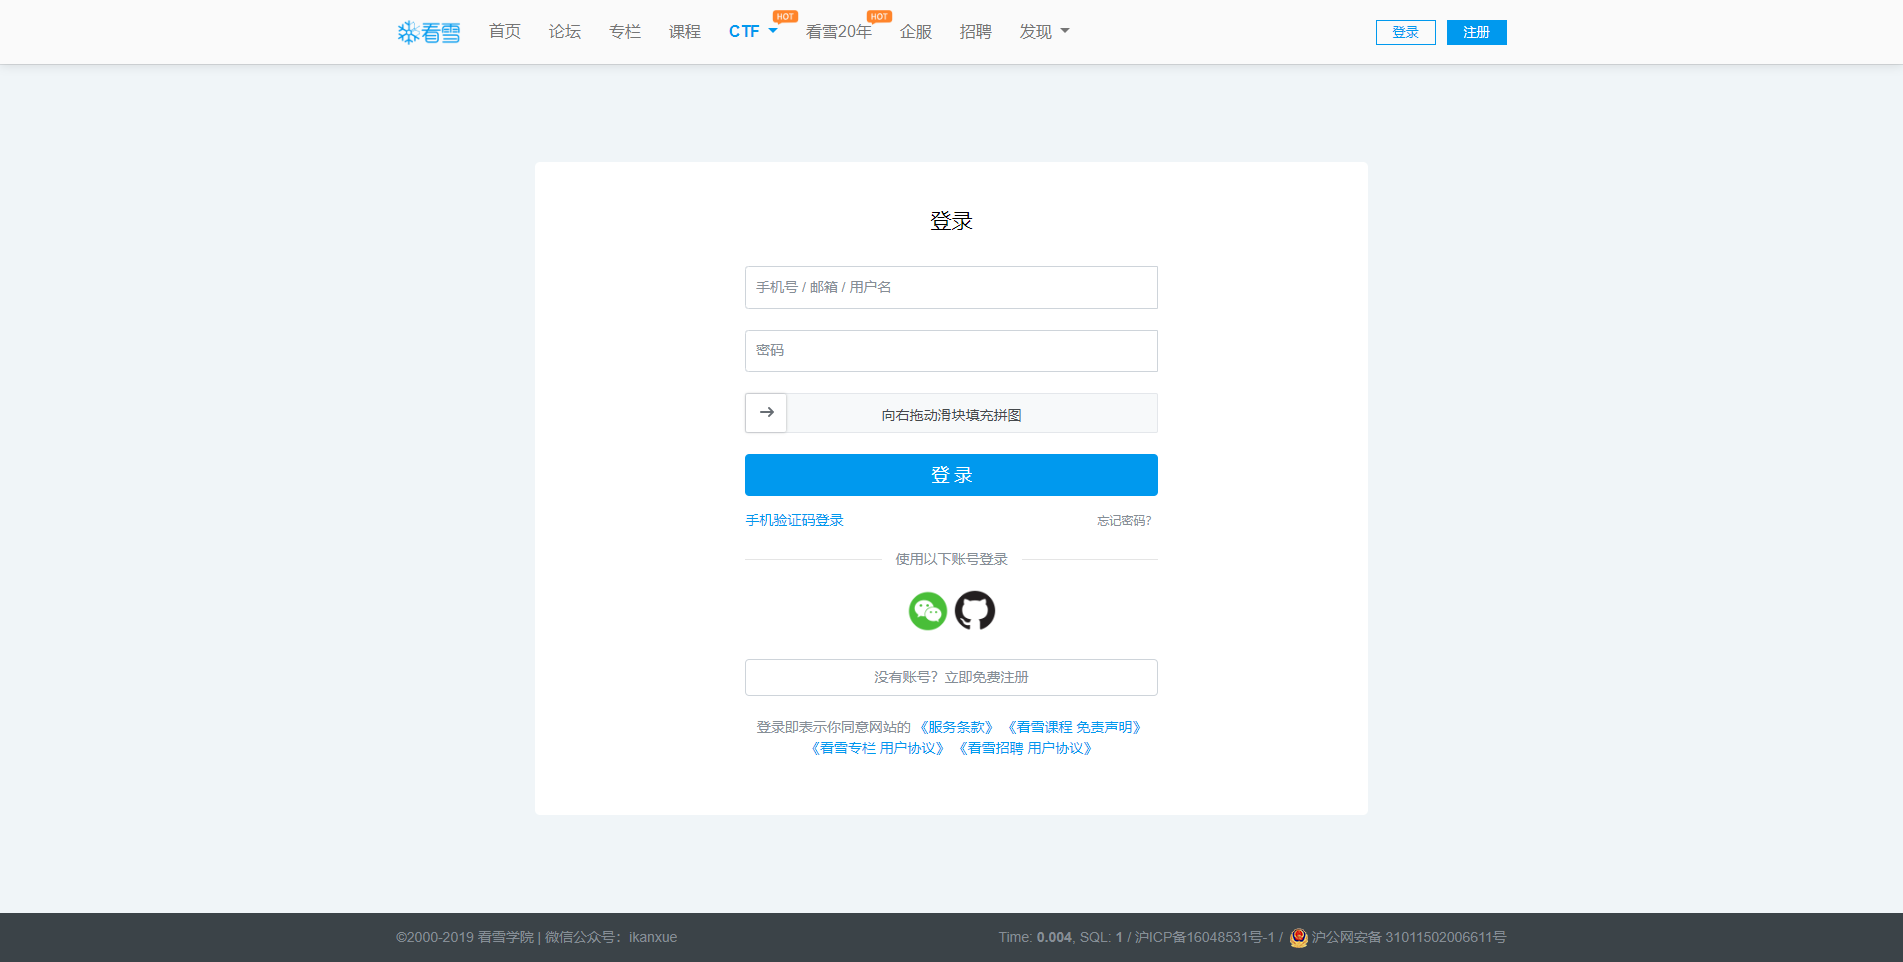 看雪 首页 论坛 专栏 课程 CTF HOT 看雪20年 HOT 企服 招聘 发现 登录 注册
登录
手机号 / 邮箱 / 用户名
密码
向右拖动滑块填充拼图
登 录
手机验证码登录 忘记密码?
使用以下账号登录
没有账号? 立即免费注册
登录即表示你同意网站的 《服务条款》 《看雪课程 免责声明》
《看雪专栏 用户协议》 《看雪招聘 用户协议》
©2000-2019 看雪学院 | 微信公众号：ikanxue Time: 0.004, SQL: 1 / 沪ICP备16048531号-1 / 沪公网安备 31011502006611号